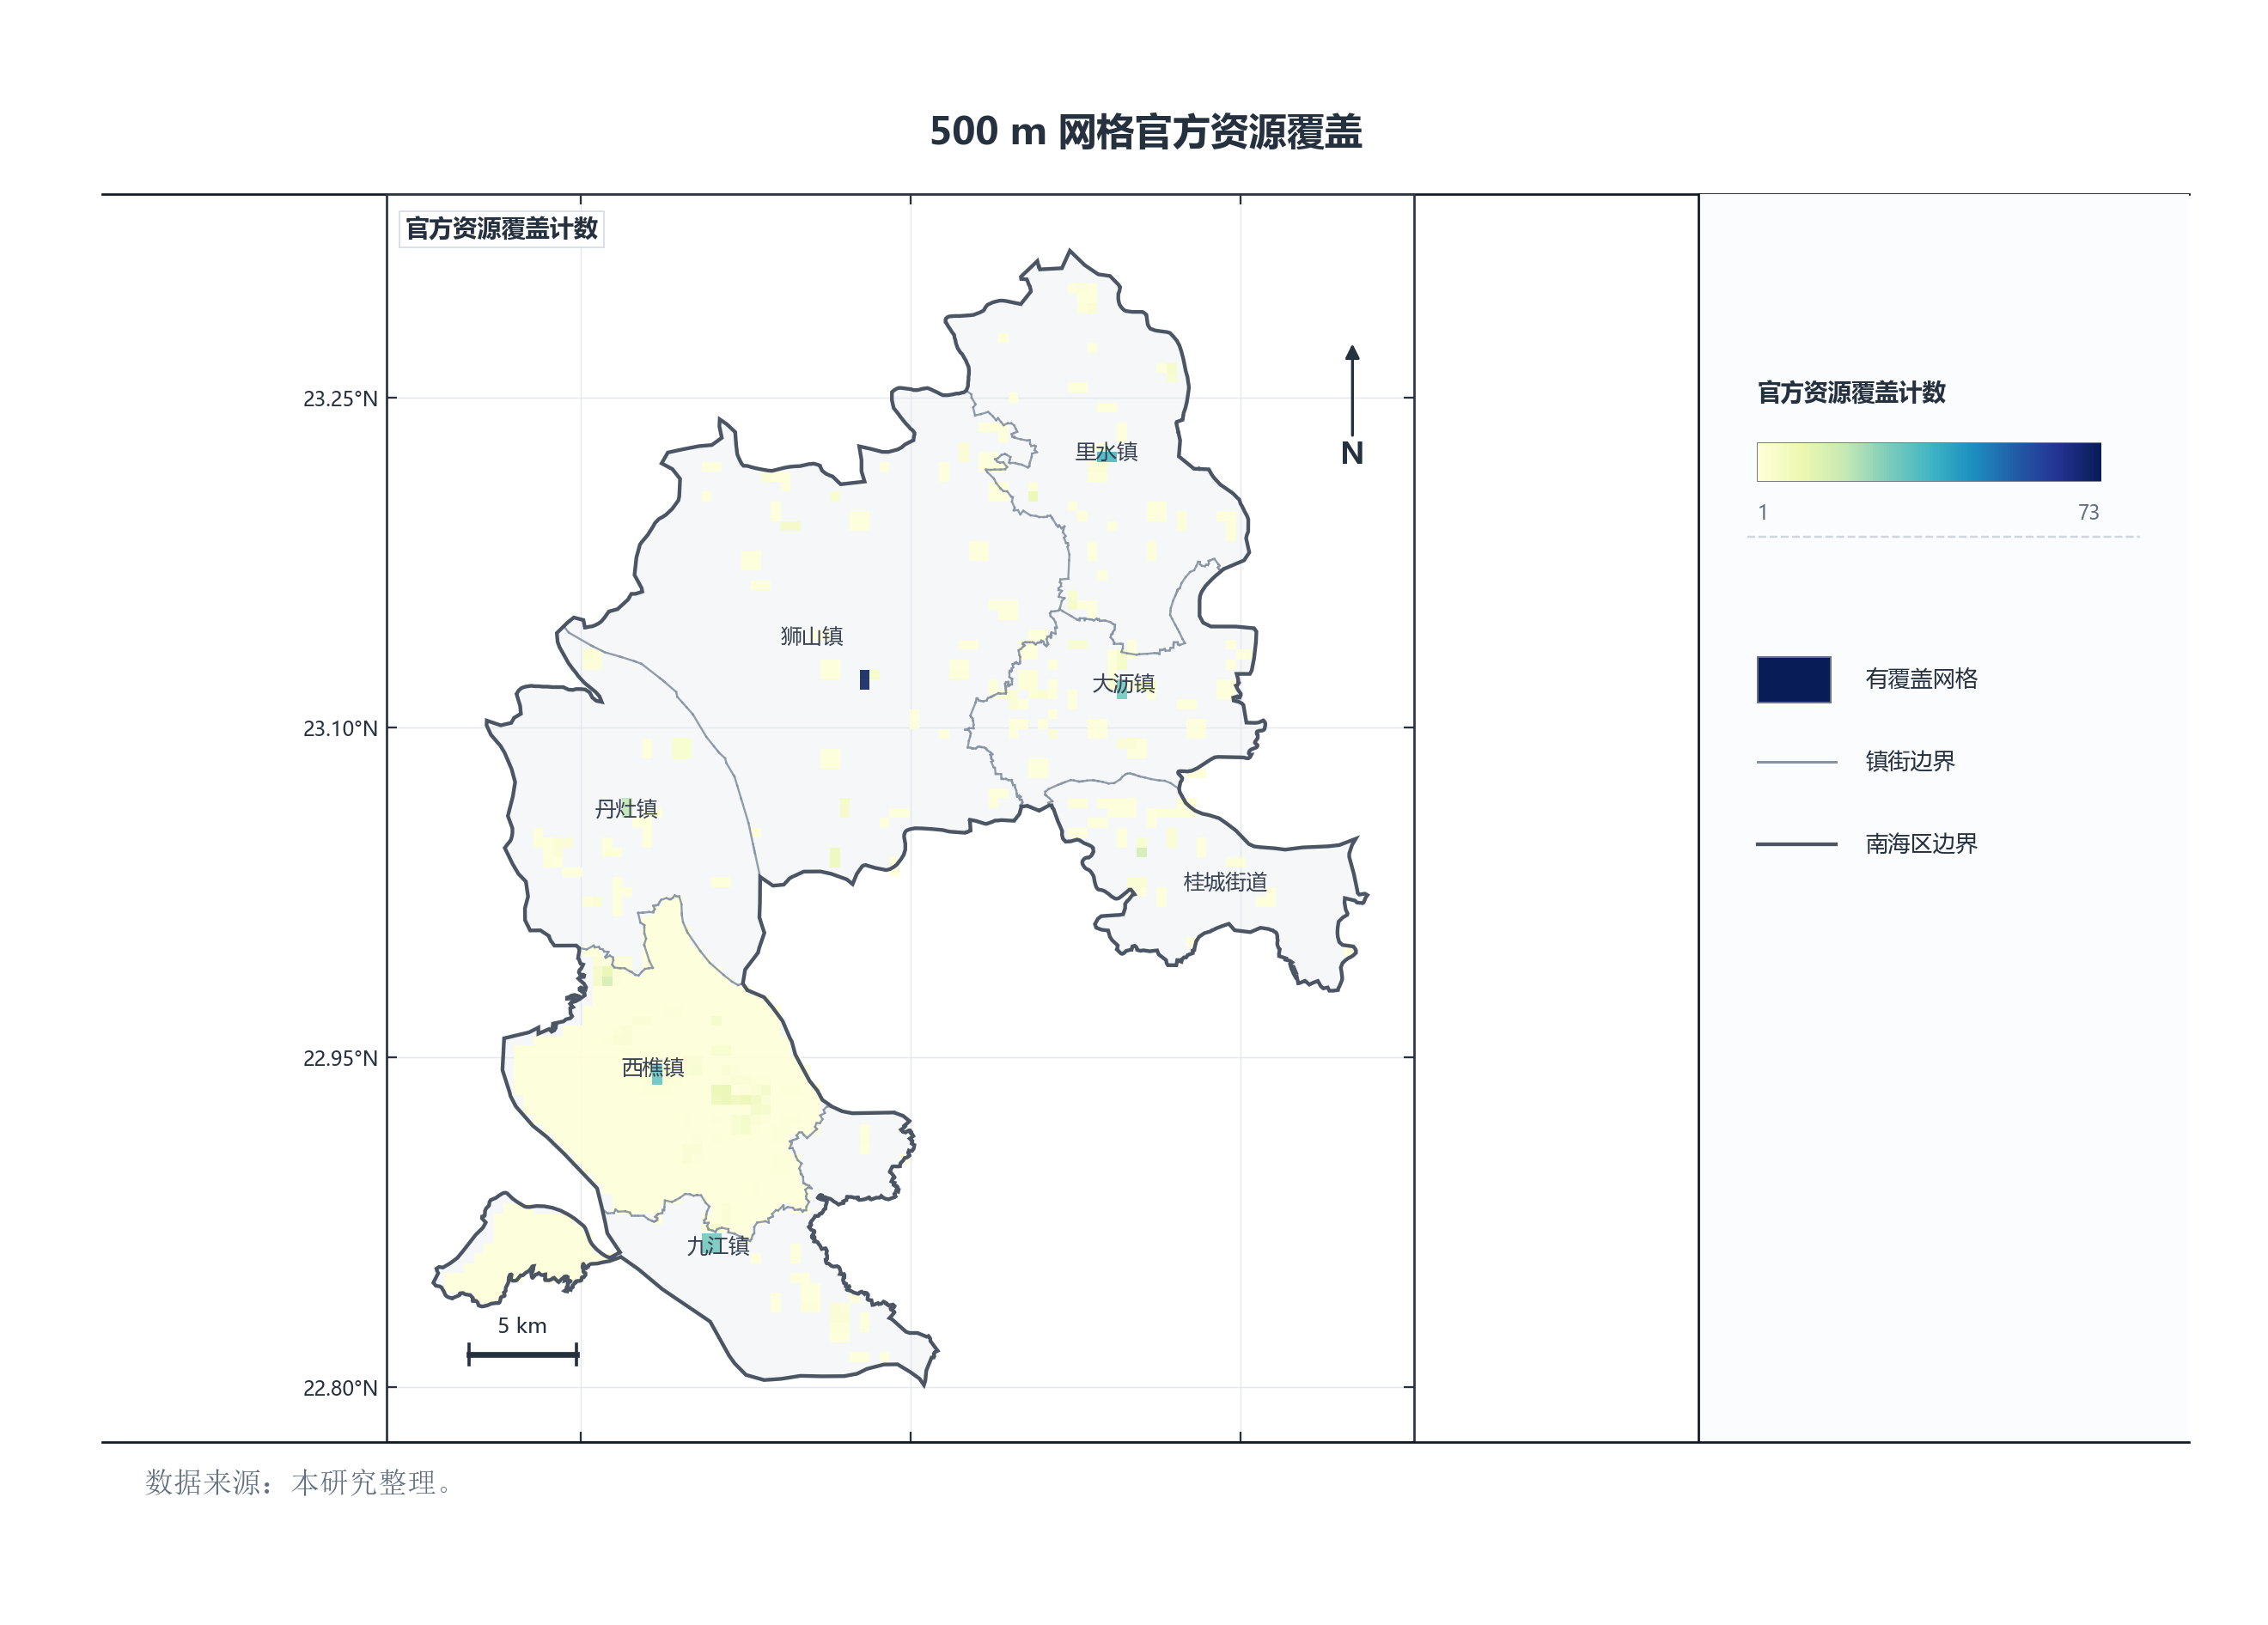 500 m 网格官方资源覆盖
官方资源覆盖计数
23.25°N
23.10°N
22.95°N
22.80°N
里水镇
狮山镇
大沥镇
丹灶镇
桂城街道
西樵镇
九江镇
N
5 km
官方资源覆盖计数
1 73
有覆盖网格
镇街边界
南海区边界
数据来源：本研究整理。